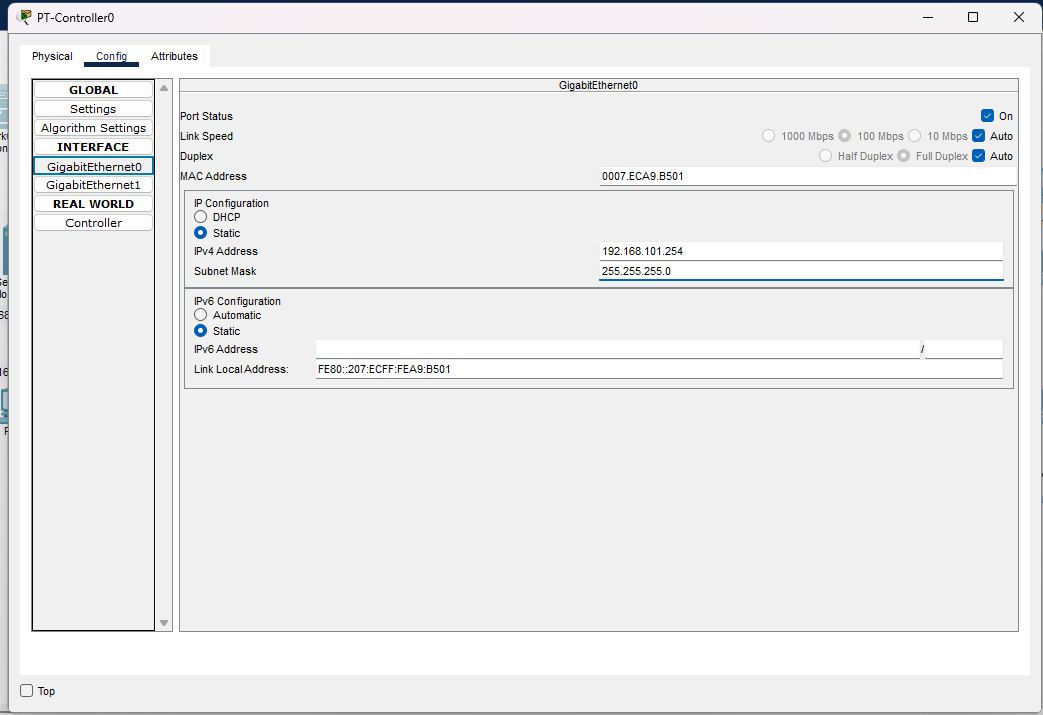 PT-Controller0
Physical Config Attributes
GLOBAL
Settings
Algorithm Settings
INTERFACE
GigabitEthernet0
GigabitEthernet1
REAL WORLD
Controller
GigabitEthernet0
Port Status On
Link Speed 1000 Mbps 100 Mbps 10 Mbps Auto
Duplex Half Duplex Full Duplex Auto
MAC Address 0007.ECA9.B501
IP Configuration
DHCP
Static
IPv4 Address 192.168.101.254
Subnet Mask 255.255.255.0
IPv6 Configuration
Automatic
Static
IPv6 Address /
Link Local Address: FE80::207:ECFF:FEA9:B501
Top